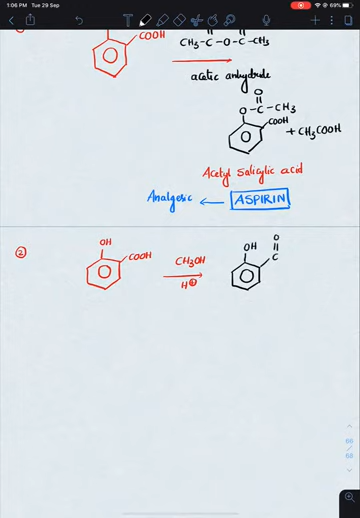 1:06 PM Tue 29 Sep
69%
COOH
O O
CH₃-C-O-C-CH₃
acetic anhydride
O
O-C-CH₃
COOH
+ CH₃COOH
Acetyl Salicylic acid
Analgesic ← ASPIRIN
②
OH
COOH
CH₃OH
H⊕
OH
O
C
66
/
68